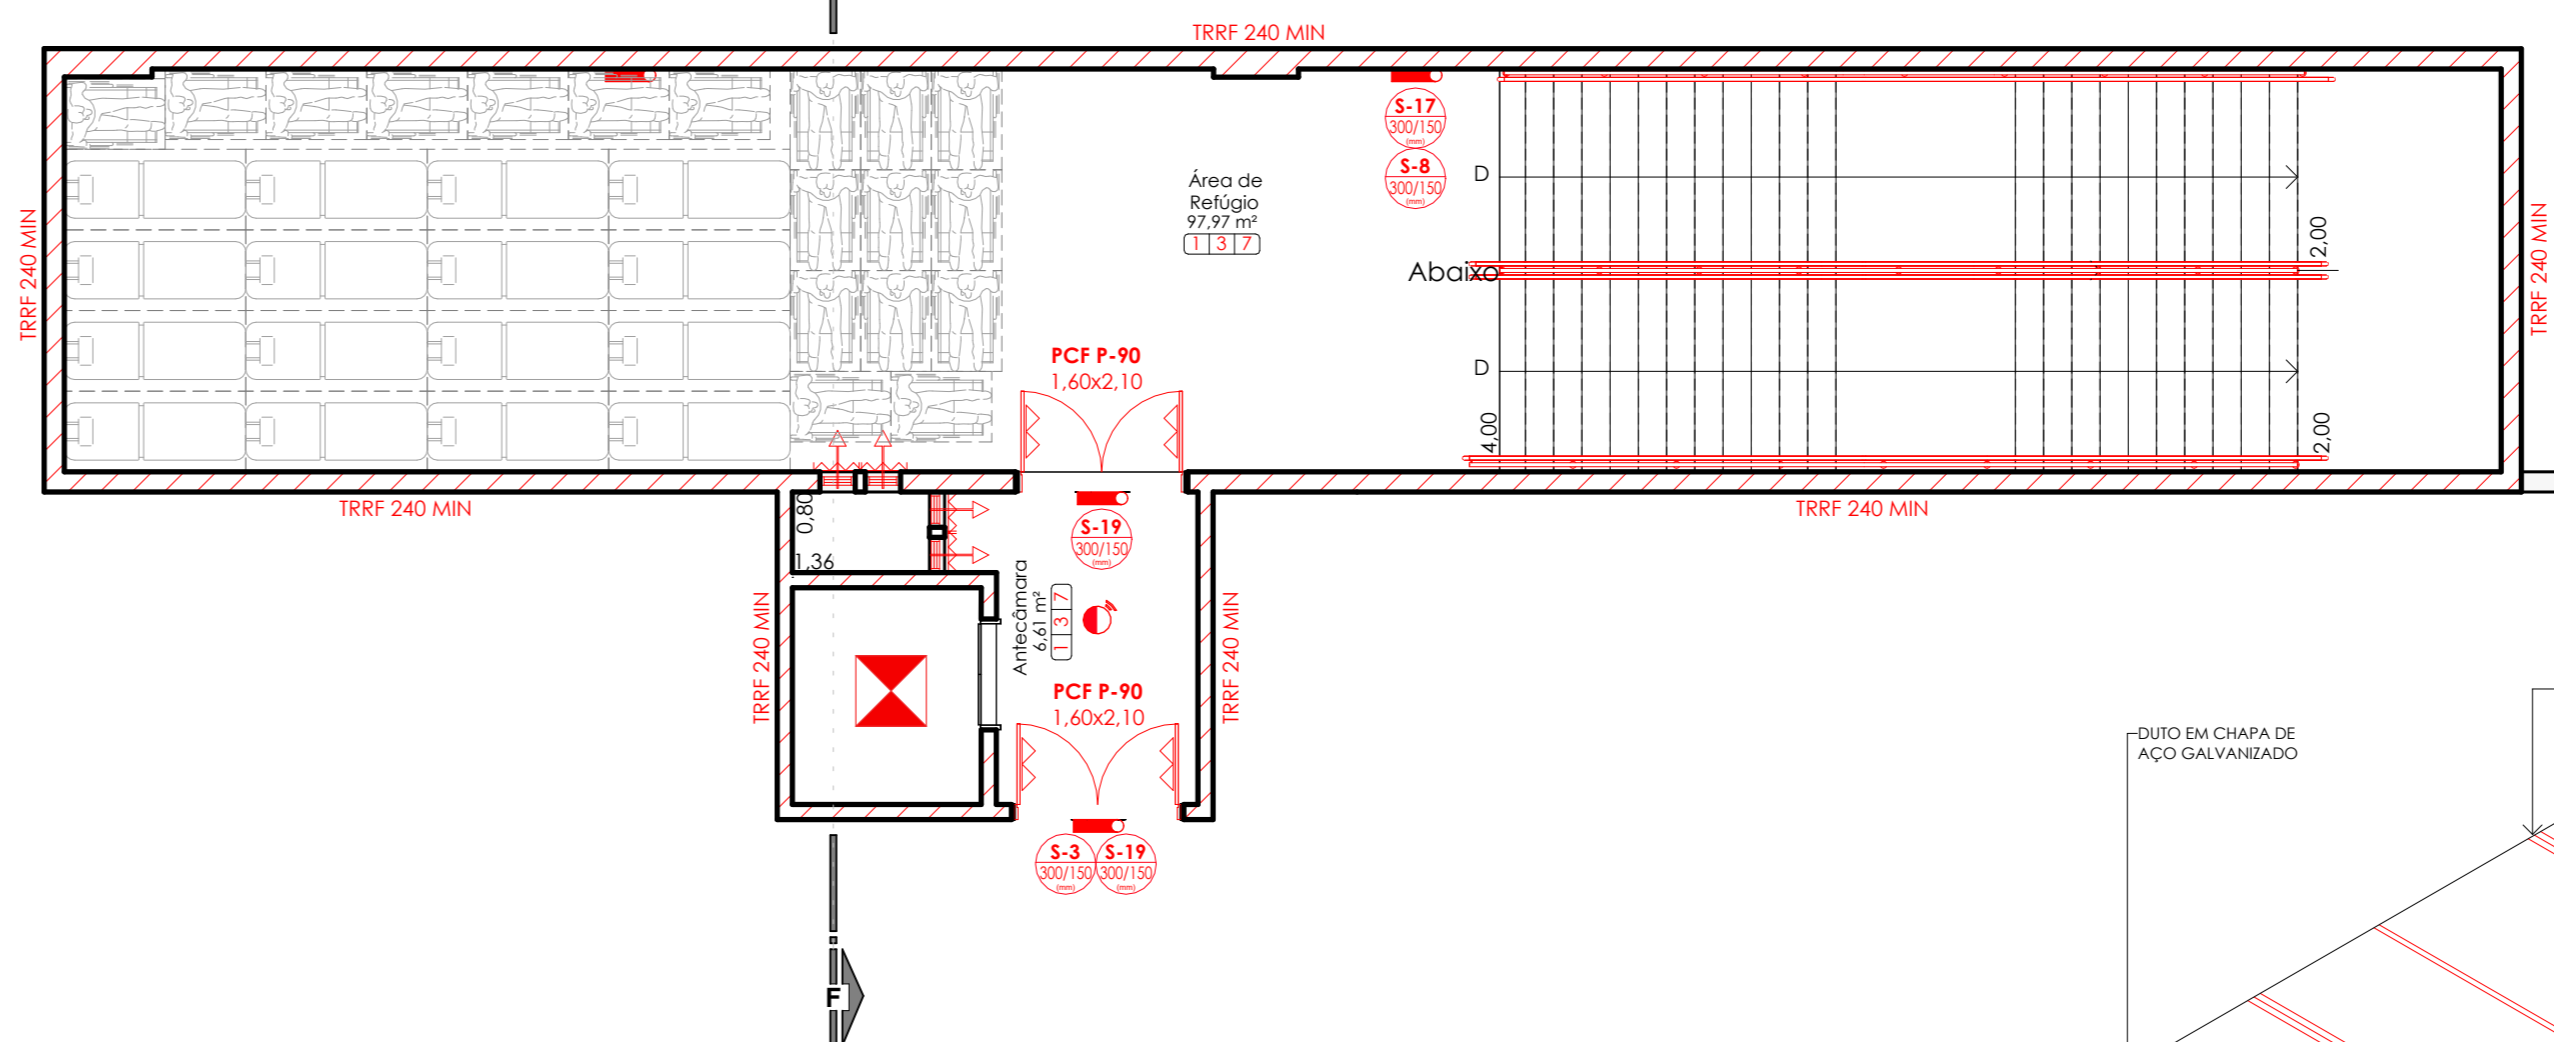 TRRF 240 MIN
TRRF 240 MIN
TRRF 240 MIN
S-17
300/150
(mm)
S-8
300/150
(mm)
Área de
Refúgio
97,97 m²
1 3 7
D
2,00
Abaixo
PCF P-90
1,60x2,10
D
4,00
2,00
TRRF 240 MIN
TRRF 240 MIN
0,80
1,36
S-19
300/150
(mm)
Antecâmara
6,61 m²
1 3 7
TRRF 240 MIN
TRRF 240 MIN
PCF P-90
1,60x2,10
DUTO EM CHAPA DE
AÇO GALVANIZADO
S-3 S-19
300/150 300/150
(mm) (mm)
F